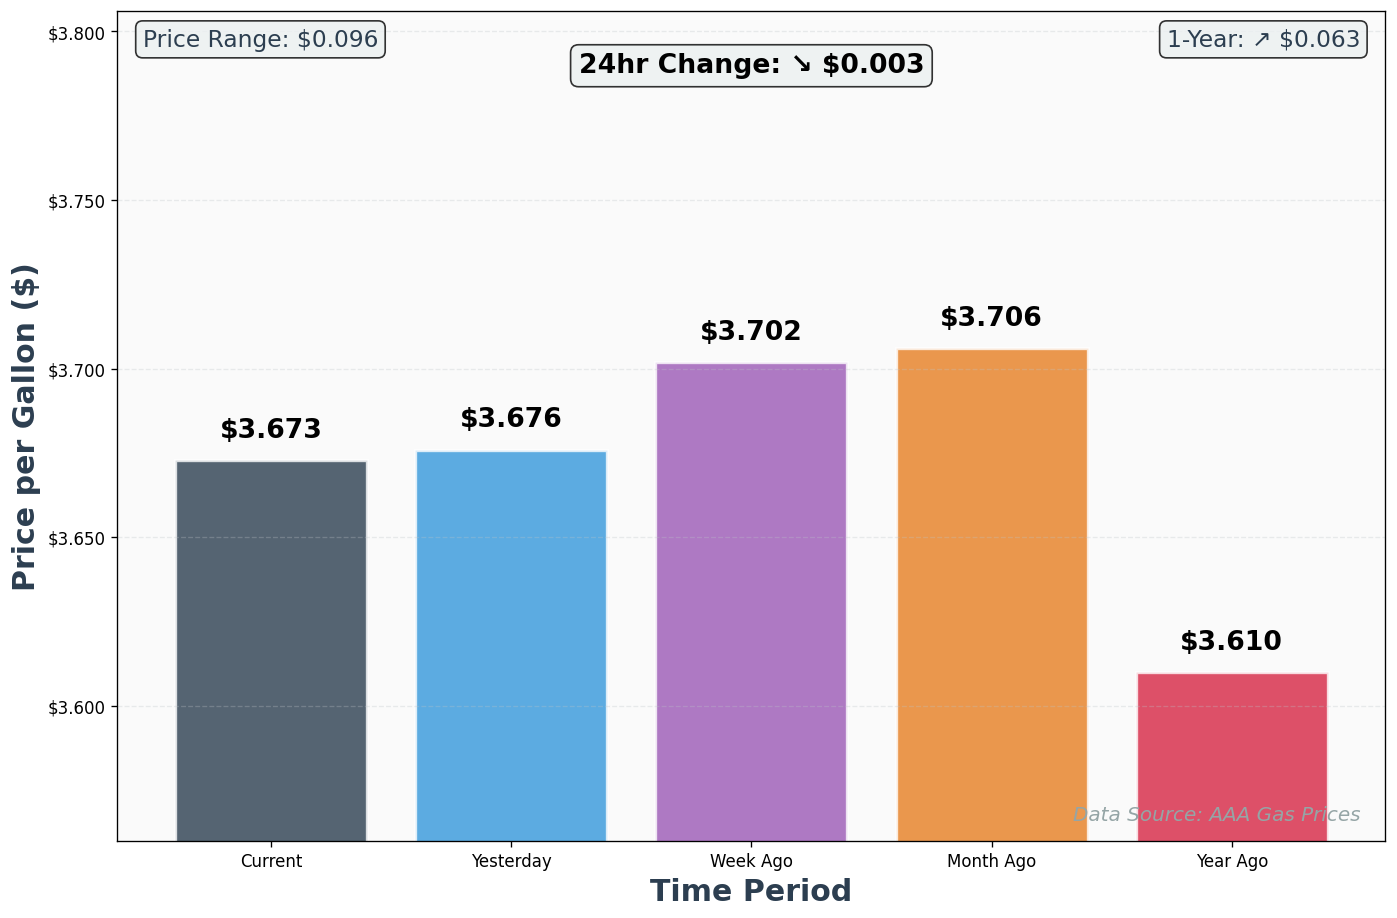 $3.800
Price Range: $0.096
1-Year: ↗ $0.063
24hr Change: ↘ $0.003
$3.750
$3.700
$3.650
$3.600
Price per Gallon ($)
$3.673
$3.676
$3.702
$3.706
$3.610
Data Source: AAA Gas Prices
Current
Yesterday
Week Ago
Month Ago
Year Ago
Time Period